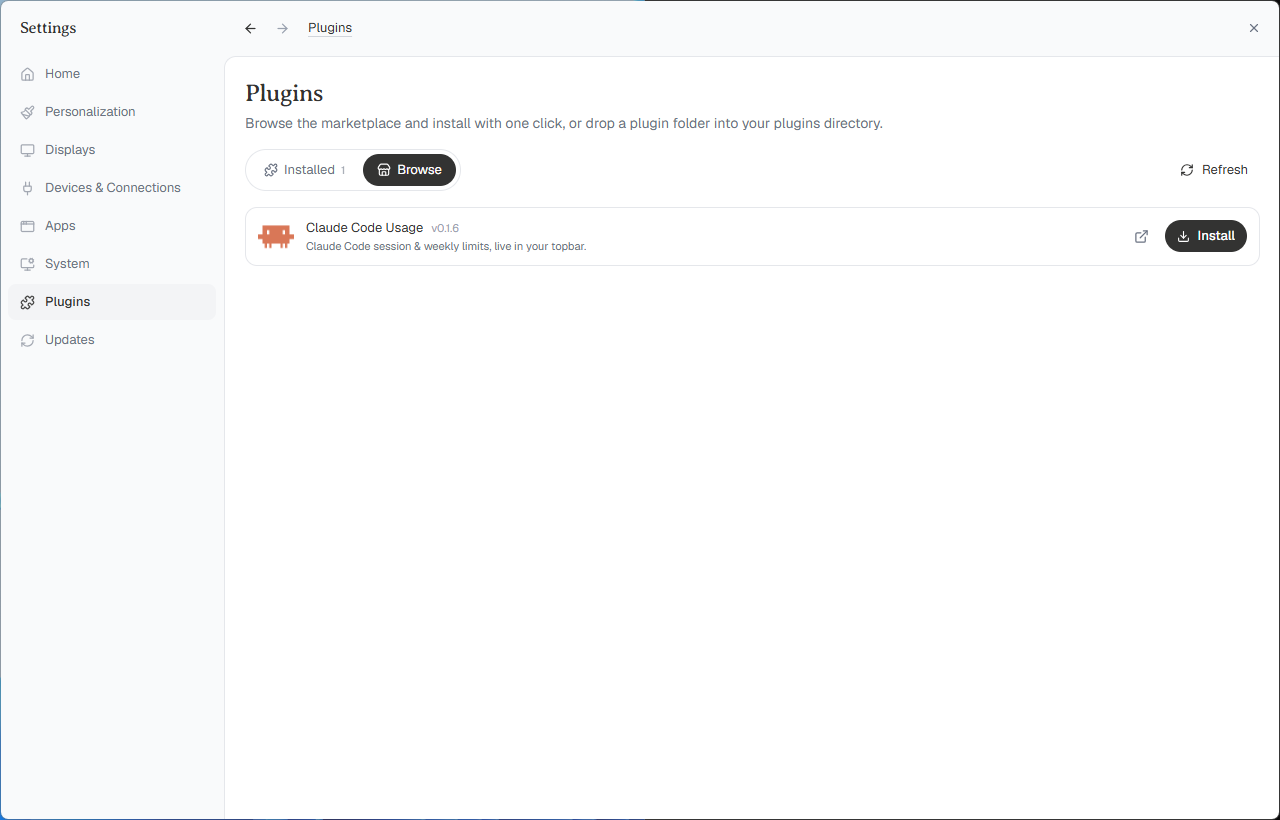 Settings
Plugins
Home
Personalization
Displays
Devices & Connections
Apps
System
Plugins
Updates
Plugins
Browse the marketplace and install with one click, or drop a plugin folder into your plugins directory.
Installed 1
Browse
Refresh
Claude Code Usage v0.1.6
Claude Code session & weekly limits, live in your topbar.
Install